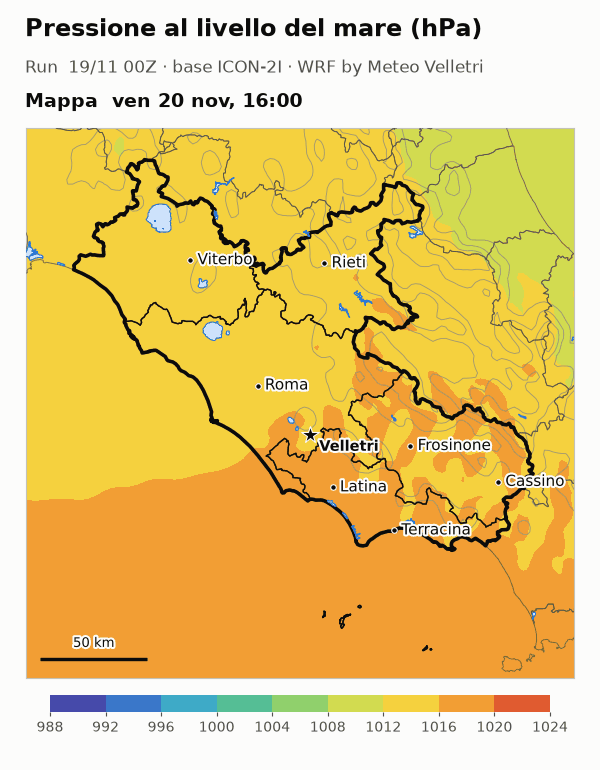 Pressione al livello del mare (hPa)
Run  19/11 00Z · base ICON-2I · WRF by Meteo Velletri
Mappa  ven 20 nov, 16:00
Viterbo
Rieti
Roma
Velletri
Frosinone
Latina
Cassino
Terracina
50 km
988 992 996 1000 1004 1008 1012 1016 1020 1024